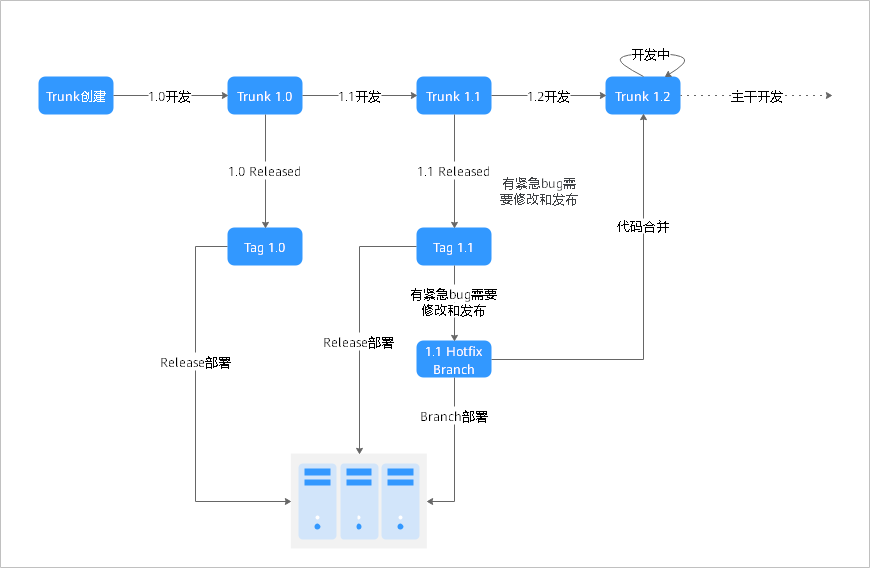 开发中
Trunk创建
1.0开发
Trunk 1.0
1.1开发
Trunk 1.1
1.2开发
Trunk 1.2
主干开发
1.0 Released
1.1 Released
有紧急bug需
要修改和发布
代码合并
Tag 1.0
Tag 1.1
有紧急bug需要
修改和发布
Release部署
Release部署
1.1 Hotfix
Branch
Branch部署